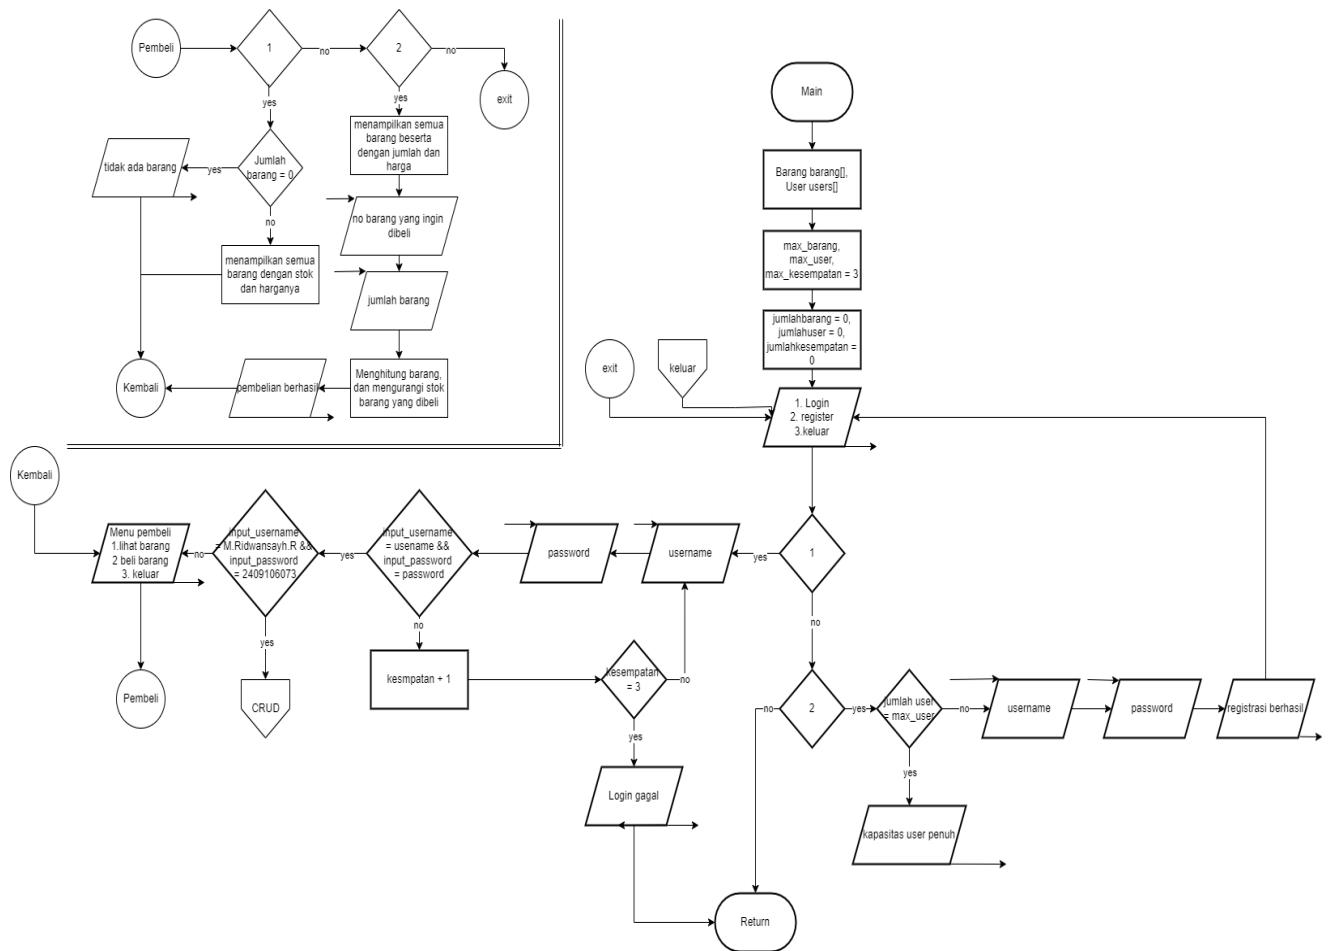 Pembeli
1
no
2
no
exit
yes
yes
menampilkan semua
barang beserta
dengan jumlah dan
harga
tidak ada barang
yes
Jumlah
barang = 0
no
no barang yang ingin
dibeli
menampilkan semua
barang dengan stok
dan harganya
jumlah barang
Kembali
pembelian berhasil
Menghitung barang,
dan mengurangi stok
barang yang dibeli
Main
Barang barang[],
User users[]
max_barang,
max_user,
max_kesempatan = 3
jumlahbarang = 0,
jumlahuser = 0,
jumlahkesempatan =
0
exit
keluar
1. Login
2. register
3.keluar
Kembali
Menu pembeli
1.lihat barang
2 beli barang
3. keluar
no
input_username
= M.Ridwansayh.R &&
input_password
= 2409106073
yes
input_username
= usename &&
input_password
= password
password
username
yes
1
yes
no
no
Pembeli
CRUD
kesmpatan + 1
kesempatan
= 3
no
yes
Login gagal
no
2
yes
jumlah user
= max_user
no
username
password
registrasi berhasil
yes
kapasitas user penuh
Return